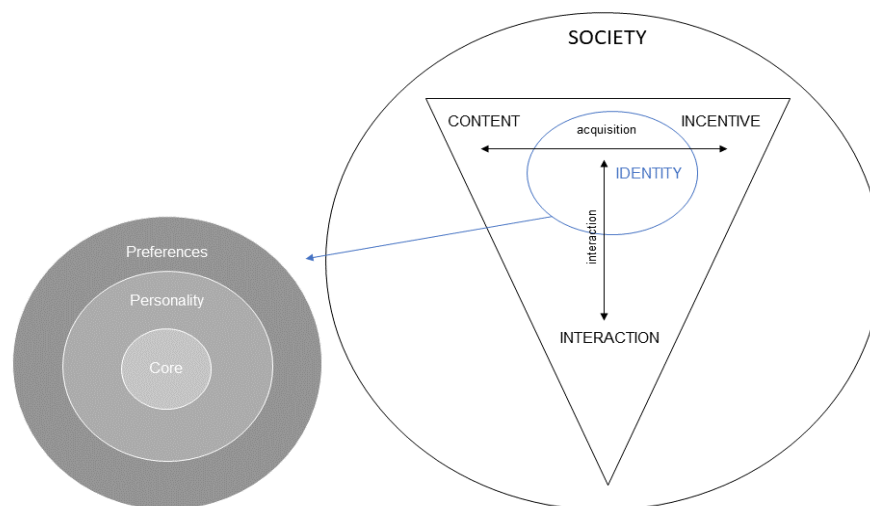 SOCIETY
CONTENT
INCENTIVE
acquisition
IDENTITY
interaction
INTERACTION
Preferences
Personality
Core